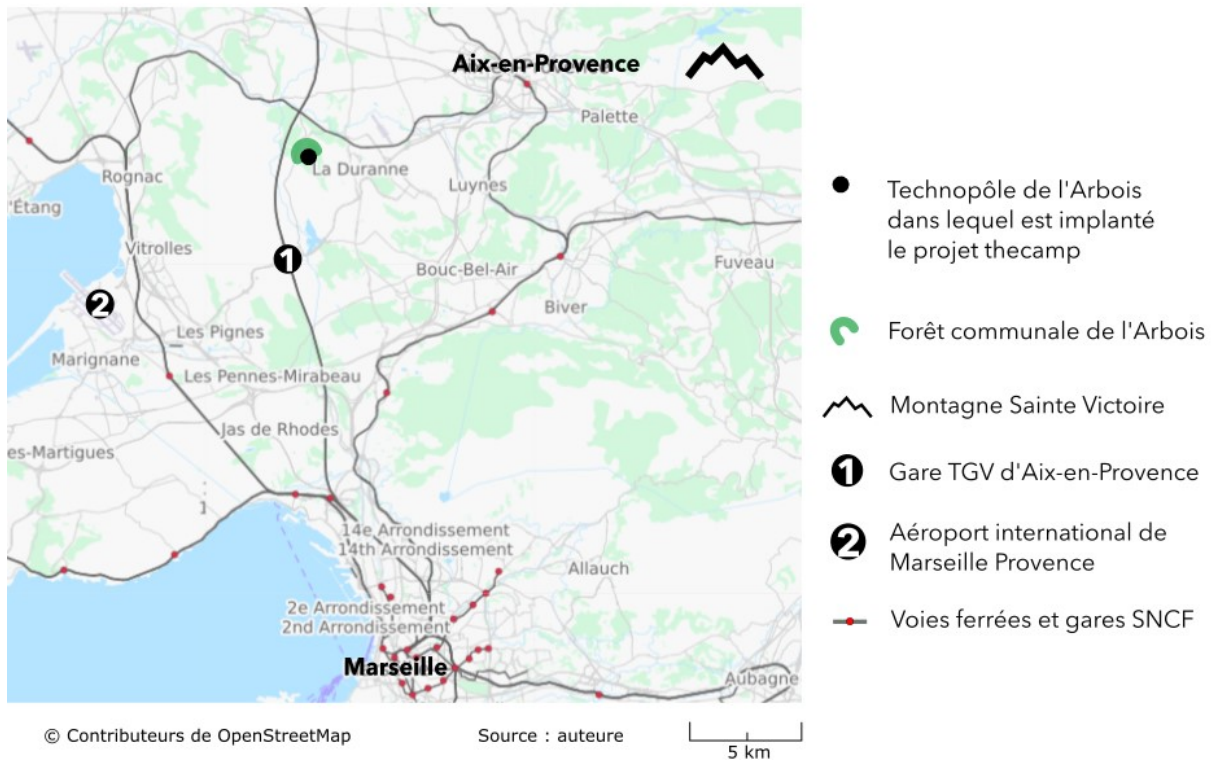 Aix-en-Provence
Palette
La Duranne
Rognac
Luynes
'Étang
Vitrolles
1
Bouc-Bel-Air
Fuveau
2
Biver
Les Pignes
Marignane
Les Pennes-Mirabeau
Jas de Rhodes
es-Martigues
14e Arrondissement
14th Arrondissement
Allauch
2e Arrondissement
2nd Arrondissement
Marseille
Aubagne
Technopôle de l'Arbois
dans lequel est implanté
le projet thecamp
Forêt communale de l'Arbois
Montagne Sainte Victoire
1 Gare TGV d'Aix-en-Provence
2 Aéroport international de
Marseille Provence
Voies ferrées et gares SNCF
© Contributeurs de OpenStreetMap
Source : auteure
5 km